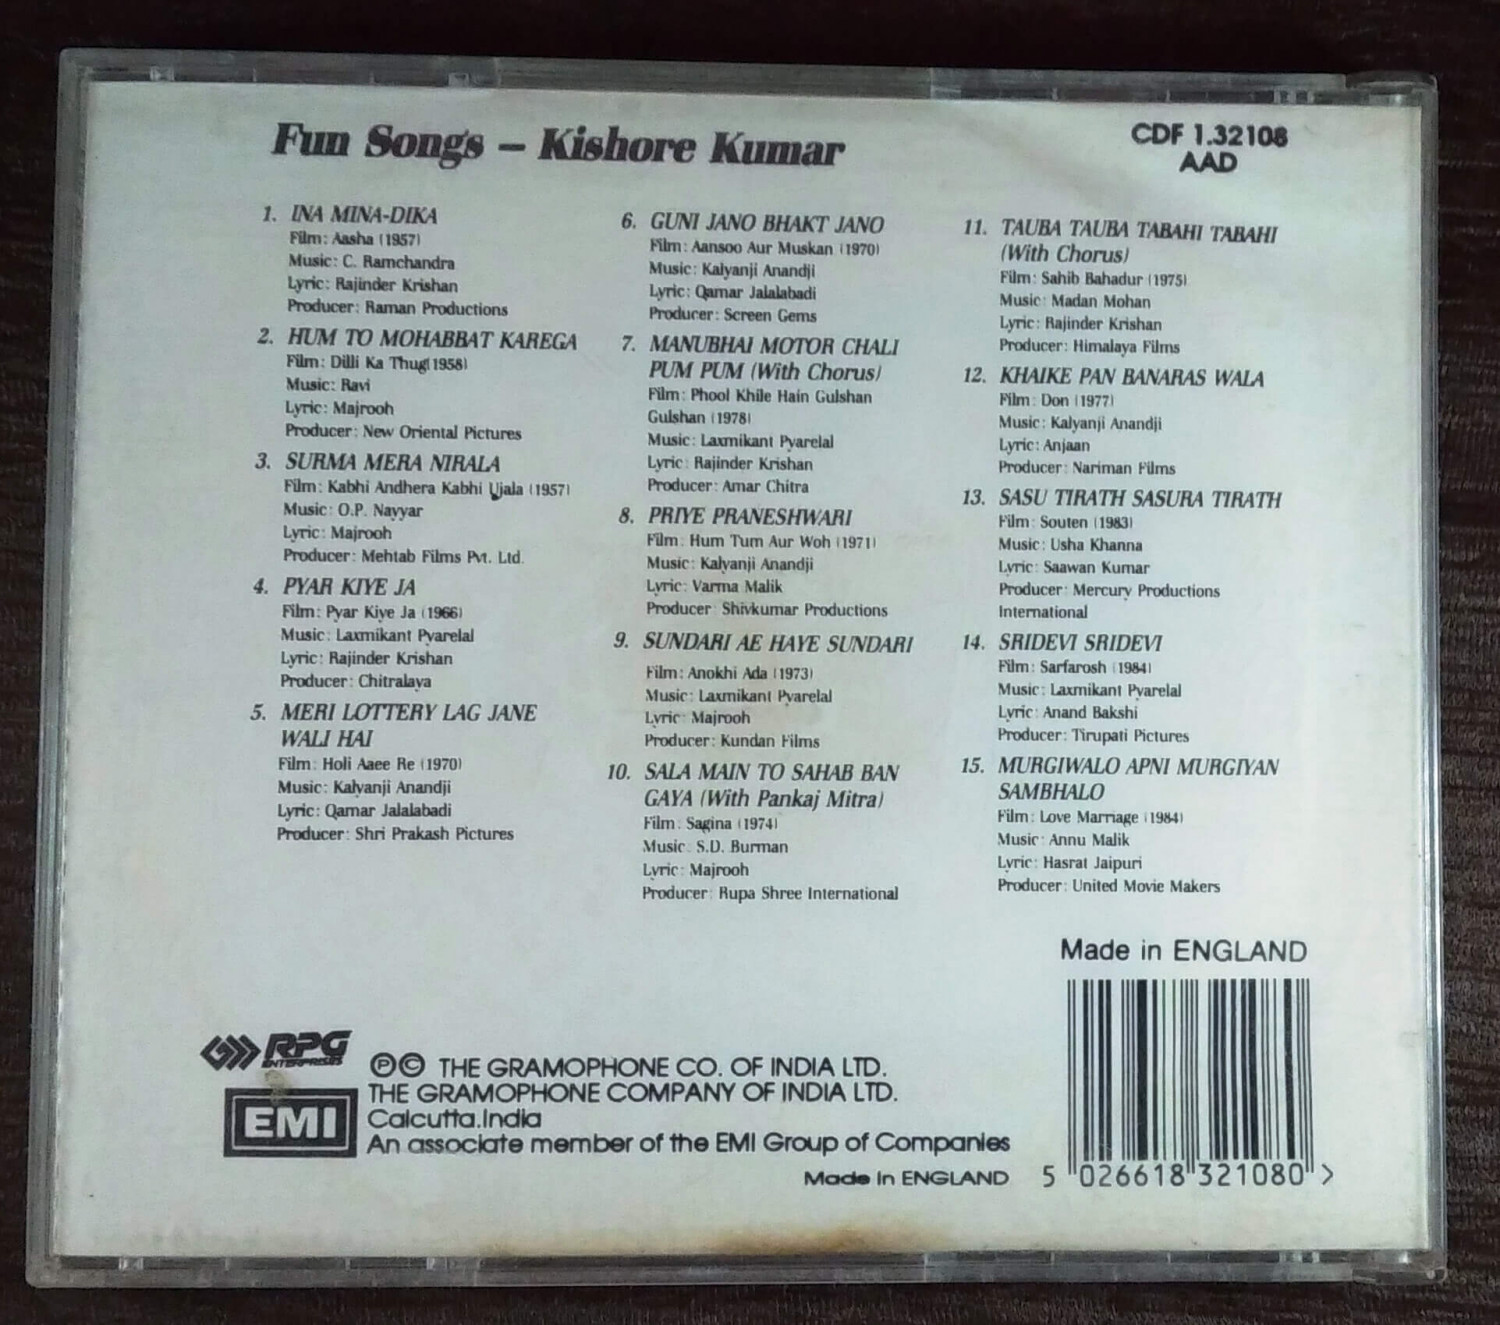 Fun Songs – Kishore Kumar
CDF 1.32108
AAD
1. INA MINA-DIKA
Film: Aasha (1957)
Music: C. Ramchandra
Lyric: Rajinder Krishan
Producer: Raman Productions
2. HUM TO MOHABBAT KAREGA
Film: Dilli Ka Thug(1958)
Music: Ravi
Lyric: Majrooh
Producer: New Oriental Pictures
3. SURMA MERA NIRALA
Film: Kabhi Andhera Kabhi Ujala (1957)
Music: O.P. Nayyar
Lyric: Majrooh
Producer: Mehtab Films Pvt. Ltd.
4. PYAR KIYE JA
Film: Pyar Kiye Ja (1966)
Music: Laxmikant Pyarelal
Lyric: Rajinder Krishan
Producer: Chitralaya
5. MERI LOTTERY LAG JANE
WALI HAI
Film: Holi Aaee Re (1970)
Music: Kalyanji Anandji
Lyric: Qamar Jalalabadi
Producer: Shri Prakash Pictures
6. GUNI JANO BHAKT JANO
Film: Aansoo Aur Muskan (1970)
Music: Kalyanji Anandji
Lyric: Qamar Jalalabadi
Producer: Screen Gems
7. MANUBHAI MOTOR CHALI
PUM PUM (With Chorus)
Film: Phool Khile Hain Gulshan
Gulshan (1978)
Music: Laxmikant Pyarelal
Lyric: Rajinder Krishan
Producer: Amar Chitra
8. PRIYE PRANESHWARI
Film: Hum Tum Aur Woh (1971)
Music: Kalyanji Anandji
Lyric: Varma Malik
Producer: Shivkumar Productions
9. SUNDARI AE HAYE SUNDARI
Film: Anokhi Ada (1973)
Music: Laxmikant Pyarelal
Lyric: Majrooh
Producer: Kundan Films
10. SALA MAIN TO SAHAB BAN
GAYA (With Pankaj Mitra)
Film: Sagina (1974)
Music: S.D. Burman
Lyric: Majrooh
Producer: Rupa Shree International
11. TAUBA TAUBA TABAHI TABAHI
(With Chorus)
Film: Sahib Bahadur (1975)
Music: Madan Mohan
Lyric: Rajinder Krishan
Producer: Himalaya Films
12. KHAIKE PAN BANARAS WALA
Film: Don (1977)
Music: Kalyanji Anandji
Lyric: Anjaan
Producer: Nariman Films
13. SASU TIRATH SASURA TIRATH
Film: Souten (1983)
Music: Usha Khanna
Lyric: Saawan Kumar
Producer: Mercury Productions
International
14. SRIDEVI SRIDEVI
Film: Sarfarosh (1984)
Music: Laxmikant Pyarelal
Lyric: Anand Bakshi
Producer: Tirupati Pictures
15. MURGIWALO APNI MURGIYAN
SAMBHALO
Film: Love Marriage (1984)
Music: Annu Malik
Lyric: Hasrat Jaipuri
Producer: United Movie Makers
Made in ENGLAND
RPG
ENTERPRISES
EMI
Ⓟ© THE GRAMOPHONE CO. OF INDIA LTD.
THE GRAMOPHONE COMPANY OF INDIA LTD.
Calcutta.India
An associate member of the EMI Group of Companies
Made in ENGLAND
5 026618 321080 >